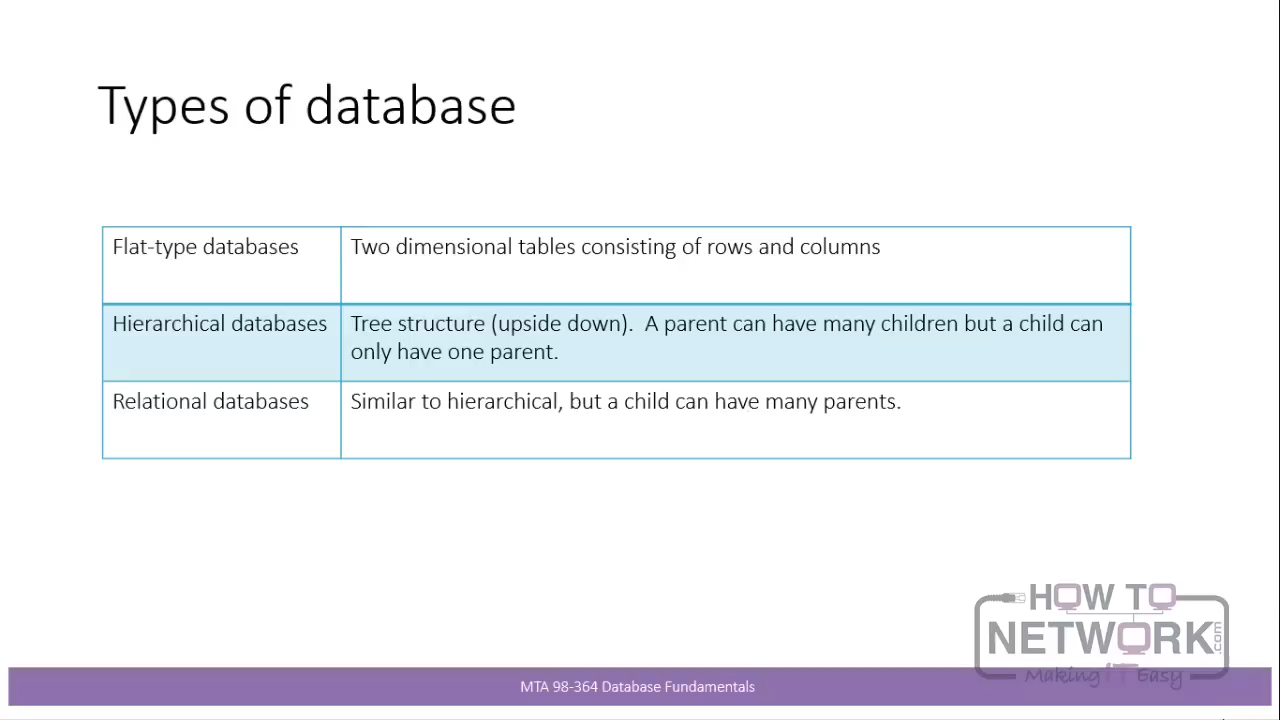 Types of database
Flat-type databases
Two dimensional tables consisting of rows and columns
Hierarchical databases
Tree structure (upside down).  A parent can have many children but a child can
only have one parent.
Relational databases
Similar to hierarchical, but a child can have many parents.
HOW TO
NETWORK.com
Making iT Easy
MTA 98-364 Database Fundamentals